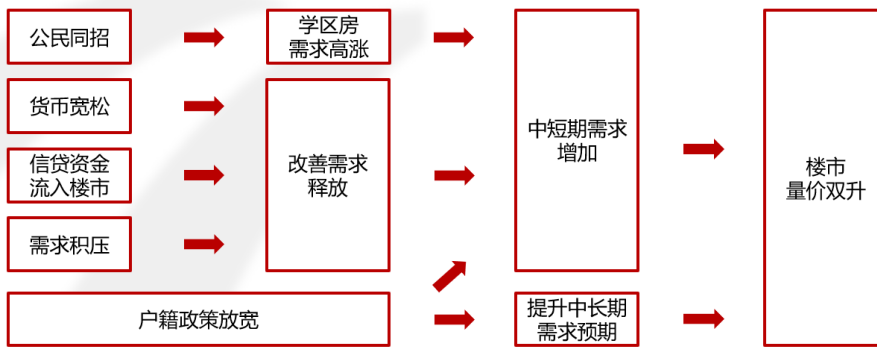 公民同招
学区房
需求高涨
货币宽松
信贷资金
流入楼市
需求积压
改善需求
释放
户籍政策放宽
中短期需求
增加
提升中长期
需求预期
楼市
量价双升